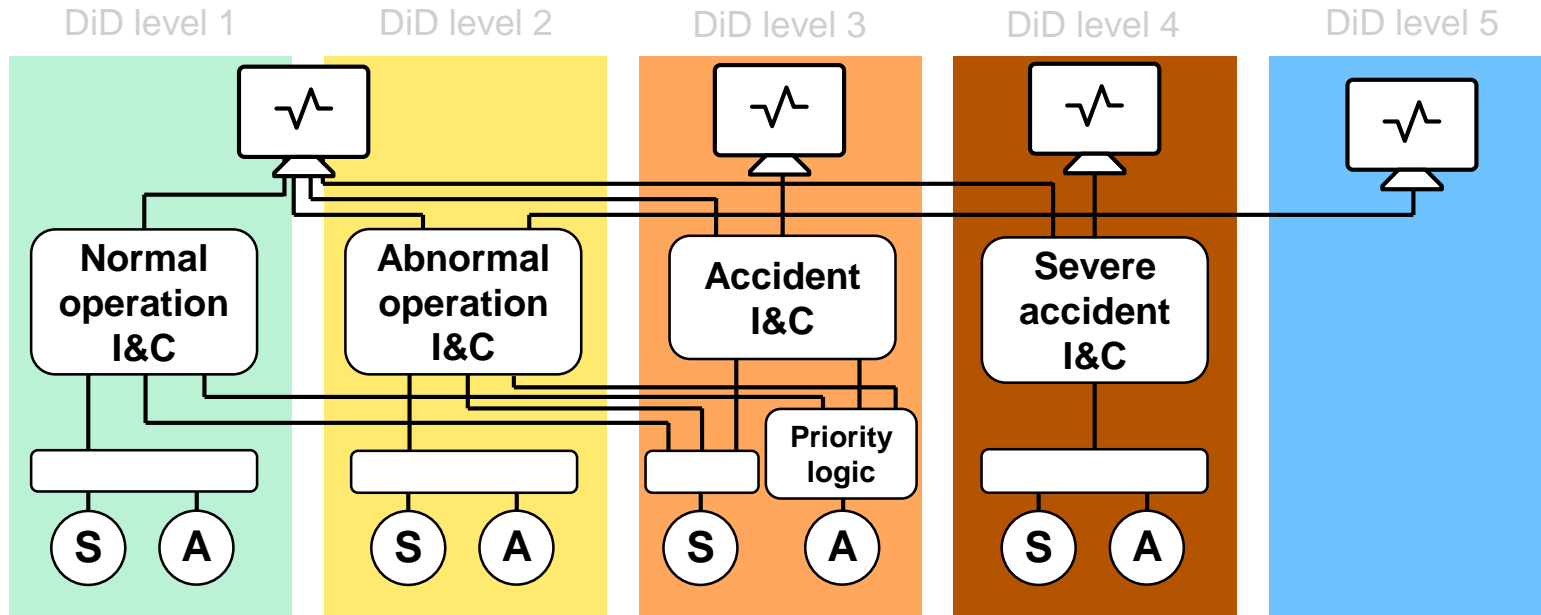 DiD level 1
DiD level 2
DiD level 3
DiD level 4
DiD level 5
Normal
operation
I&C
Abnormal
operation
I&C
Accident
I&C
Severe
accident
I&C
Priority
logic
S
A
S
A
S
A
S
A